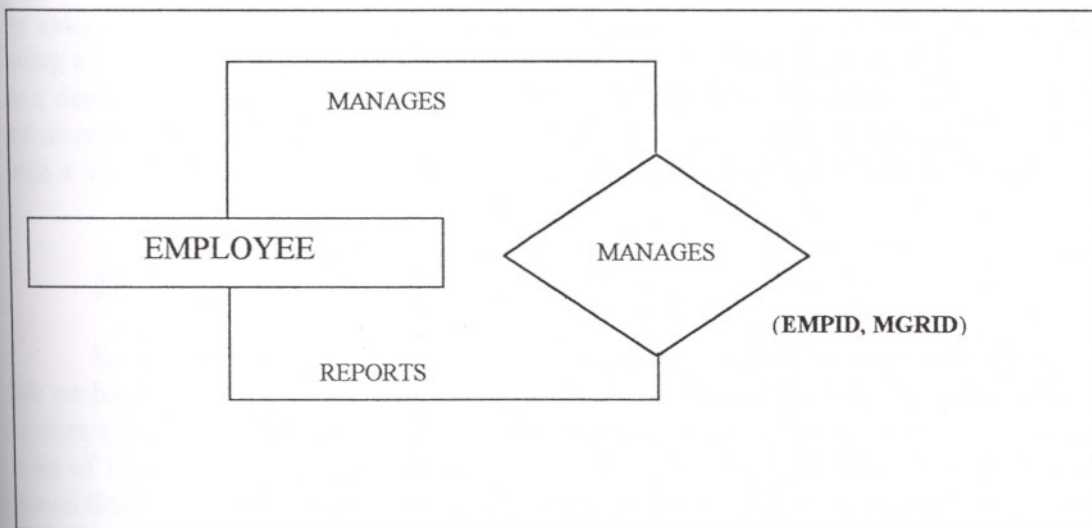 MANAGES
EMPLOYEE
MANAGES
(EMPID, MGRID)
REPORTS